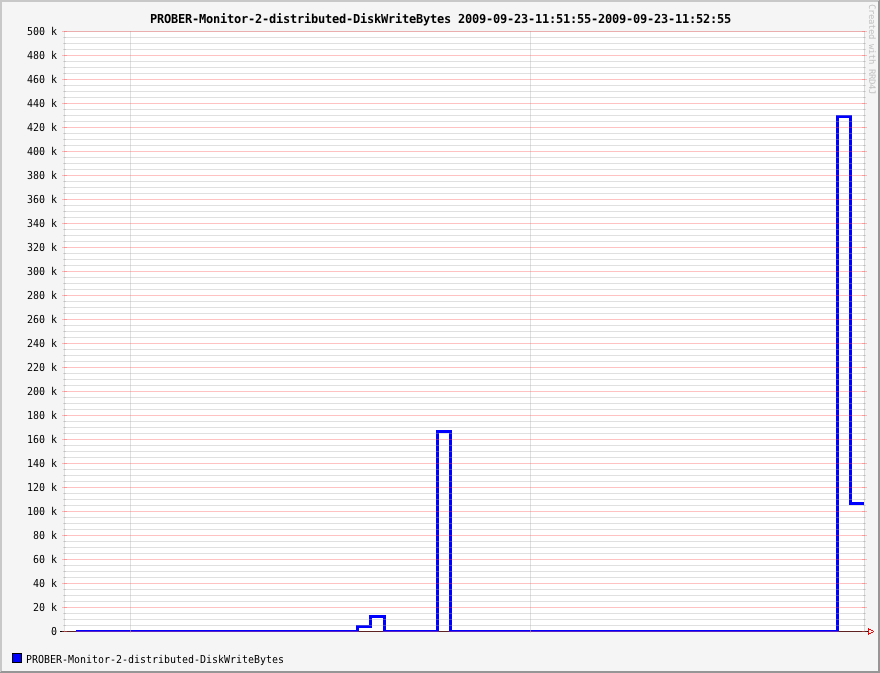 PROBER-Monitor-2-distributed-DiskWriteBytes 2009-09-23-11:51:55-2009-09-23-11:52:55
Created with RRD4J
500 k
480 k
460 k
440 k
420 k
400 k
380 k
360 k
340 k
320 k
300 k
280 k
260 k
240 k
220 k
200 k
180 k
160 k
140 k
120 k
100 k
80 k
60 k
40 k
20 k
0
PROBER-Monitor-2-distributed-DiskWriteBytes